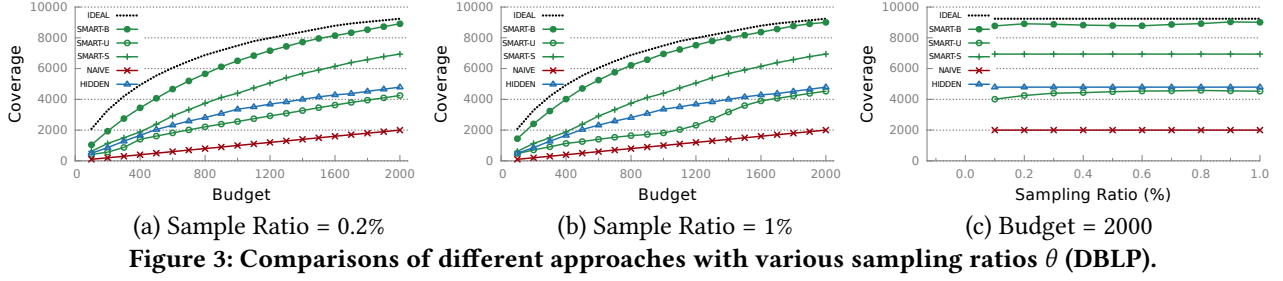 Coverage
10000
8000
6000
4000
2000
0
IDEAL
SMART-B
SMART-U
SMART-S
NAIVE
HIDDEN
0 400 800 1200 1600 2000
Budget
(a) Sample Ratio = 0.2%
Coverage
10000
8000
6000
4000
2000
0
IDEAL
SMART-B
SMART-U
SMART-S
NAIVE
HIDDEN
0 400 800 1200 1600 2000
Budget
(b) Sample Ratio = 1%
Coverage
10000
8000
6000
4000
2000
0
IDEAL
SMART-B
SMART-U
SMART-S
NAIVE
HIDDEN
0.0 0.2 0.4 0.6 0.8 1.0
Sampling Ratio (%)
(c) Budget = 2000
Figure 3: Comparisons of different approaches with various sampling ratios θ (DBLP).